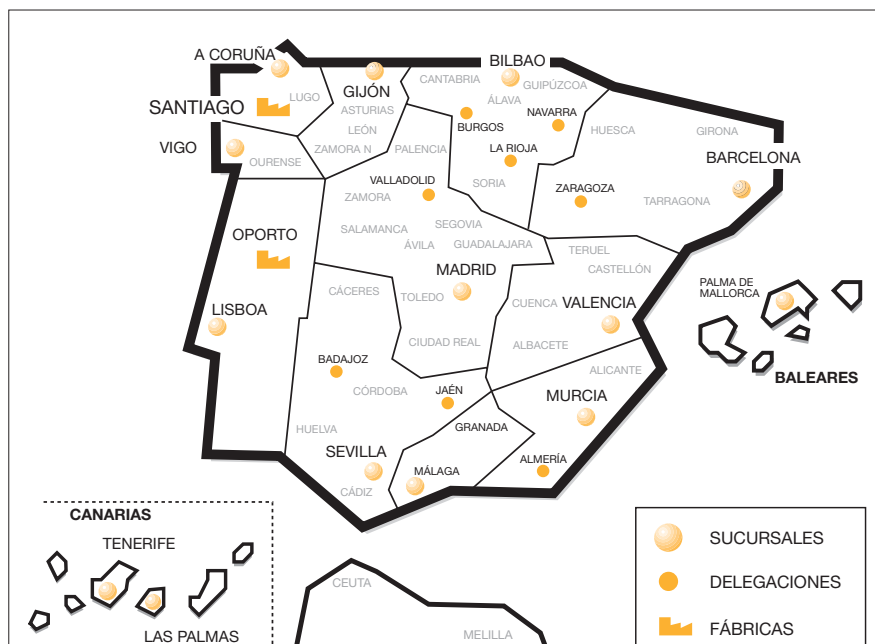 A CORUÑA
BILBAO
CANTABRIA
GUIPÚZCOA
GIJÓN
ÁLAVA
LUGO
SANTIAGO
ASTURIAS
NAVARRA
BURGOS
LEÓN
HUESCA
GIRONA
VIGO
ZAMORA N
PALENCIA
LA RIOJA
BARCELONA
OURENSE
VALLADOLID
SORIA
ZARAGOZA
ZAMORA
TARRAGONA
SEGOVIA
SALAMANCA
OPORTO
ÁVILA
GUADALAJARA
TERUEL
MADRID
CASTELLÓN
PALMA DE
MALLORCA
CÁCERES
TOLEDO
CUENCA
VALENCIA
LISBOA
CIUDAD REAL
ALBACETE
BADAJOZ
ALICANTE
BALEARES
CÓRDOBA
JAÉN
MURCIA
HUELVA
GRANADA
SEVILLA
ALMERÍA
MÁLAGA
CÁDIZ
CANARIAS
TENERIFE
SUCURSALES
CEUTA
DELEGACIONES
LAS PALMAS
MELILLA
FÁBRICAS